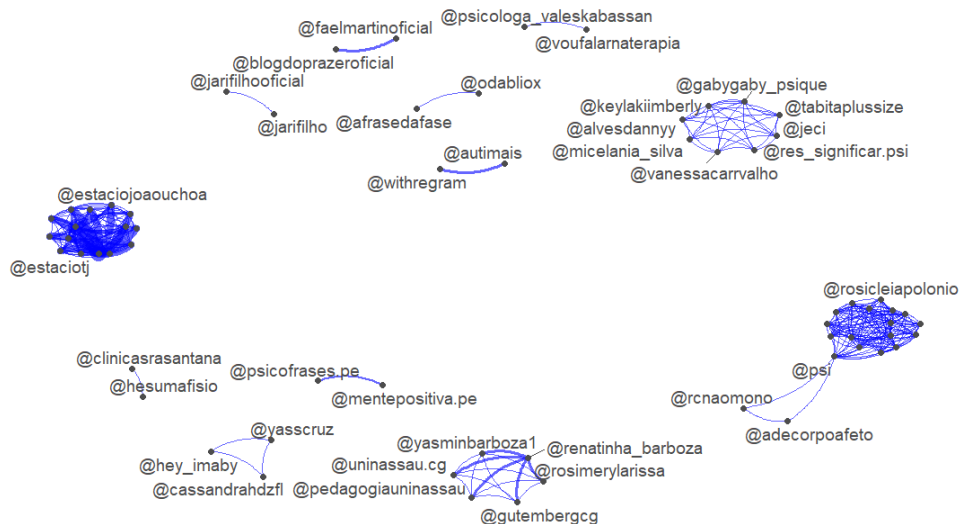 @faelmartinoficial
@psicologa_valeskabassan
@voufalarnaterapia
@blogdoprazeroficial
@jarifilhooficial
@odabliox
@gabygaby_psique
@keylakiimberly
@tabitaplussize
@jarifilho
@afrasedafase
@alvesdannyy
@jeci
@autimais
@micelania_silva
@res_significar.psi
@vanessacarrvalho
@withregram
@estaciojoaouchoa
@estaciotj
@rosicleiapolonio
@clinicasrasantana
@psicofrases.pe
@psi
@hesumafisio
@mentepositiva.pe
@rcnaomono
@yasscruz
@adecorpoafeto
@yasminbarboza1
@renatinha_barboza
@hey_imaby
@uninassau.cg
@rosimerylarissa
@cassandrahdzfl
@pedagogiauninassau
@gutembergcg